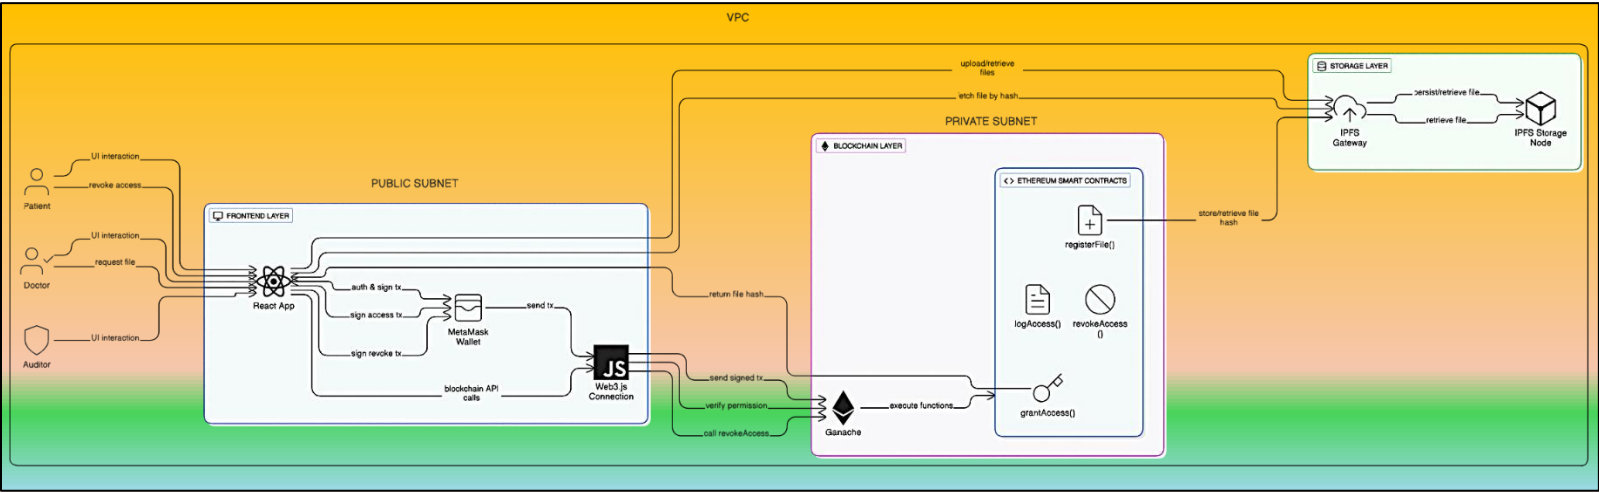 VPC
upload/retrieve
files
STORAGE LAYER
etch file by hash
persist/retrieve file
retrieve file
IPFS
Gateway
IPFS Storage
Node
PRIVATE SUBNET
BLOCKCHAIN LAYER
<> ETHEREUM SMART CONTRACTS
store/retrieve file
hash
registerFile()
logAccess()
revokeAccess
()
grantAccess()
execute functions
Ganache
PUBLIC SUBNET
FRONTEND LAYER
UI interaction
revoke access
Patient
UI interaction
request file
Doctor
UI interaction
Auditor
React App
auth & sign tx
sign access tx
sign revoke tx
MetaMask
Wallet
send tx
JS
Web3.js
Connection
blockchain API
calls
return file hash
send signed tx
verify permission
call revokeAccess